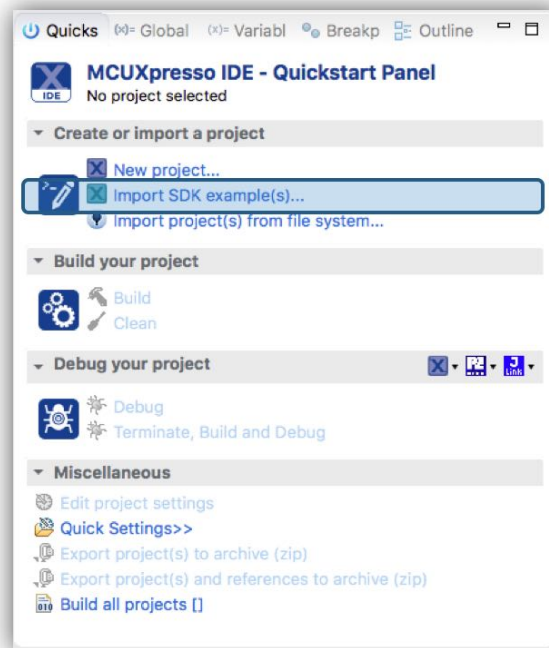 Quicks (x)= Global (x)= Variabl Breakp Outline
MCUXpresso IDE - Quickstart Panel
IDE
No project selected
Create or import a project
New project...
Import SDK example(s)...
Import project(s) from file system...
Build your project
Build
Clean
Debug your project
Debug
Terminate, Build and Debug
Miscellaneous
Edit project settings
Quick Settings>>
Export project(s) to archive (zip)
Export project(s) and references to archive (zip)
010 Build all projects []